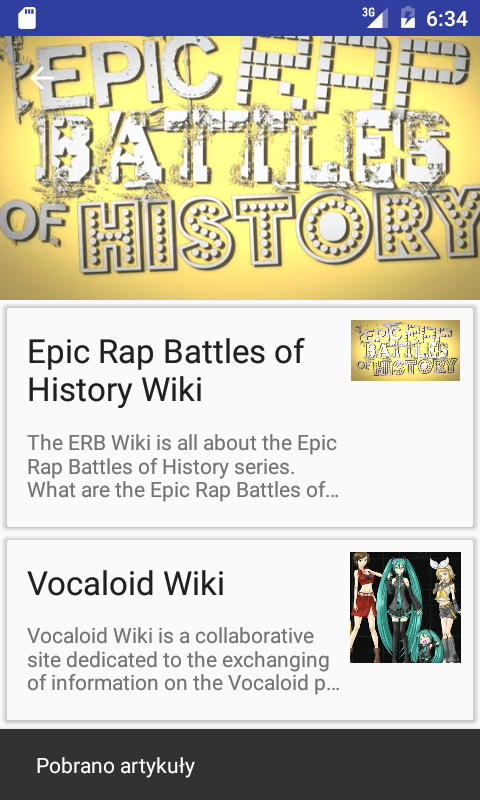 3G 6:34
EPIC RAP
BATTLES
OF HISTORY
Epic Rap Battles of
History Wiki
EPIC RAP
BATTLES
OF HISTORY
The ERB Wiki is all about the Epic
Rap Battles of History series.
What are the Epic Rap Battles of…
Vocaloid Wiki
Vocaloid Wiki is a collaborative
site dedicated to the exchanging
of information on the Vocaloid p…
Pobrano artykuły